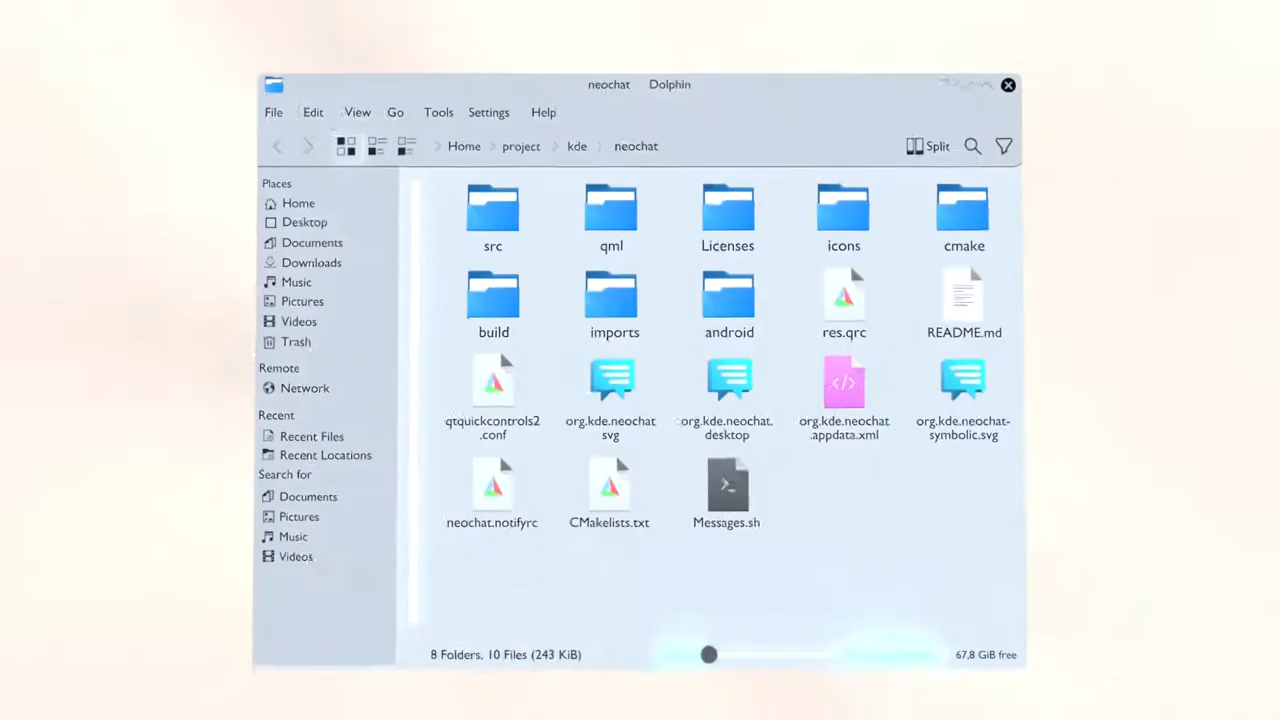 neochat Dolphin
File Edit View Go Tools Settings Help
Home project kde neochat
Split
Places
Home
Desktop
Documents
Downloads
Music
Pictures
Videos
Trash
Remote
Network
Recent
Recent Files
Recent Locations
Search for
Documents
Pictures
Music
Videos
src qml Licenses icons cmake
build imports android res.qrc README.md
qtquickcontrols2 org.kde.neochat org.kde.neochat. org.kde.neochat org.kde.neochat-
.conf svg desktop .appdata.xml symbolic.svg
neochat.notifyrc CMakelists.txt Messages.sh
8 Folders, 10 Files (243 KiB)
67,8 GiB free